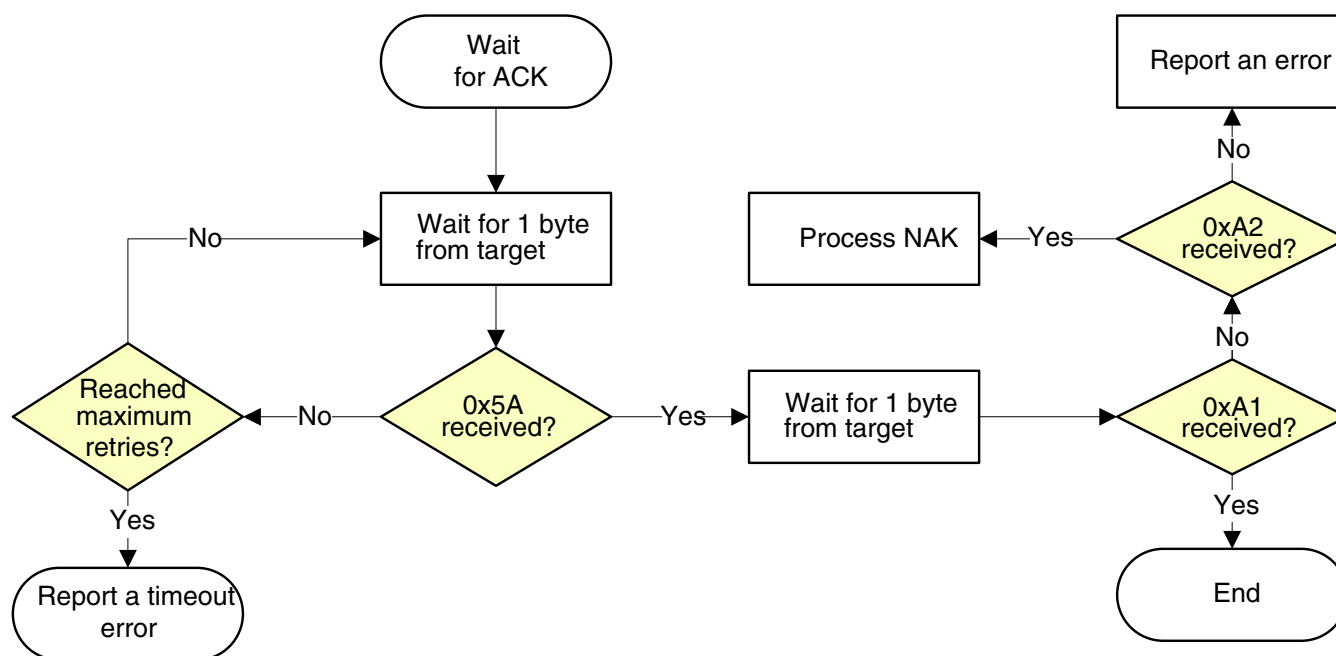 Wait
for ACK
Report an error
No
Wait for 1 byte
from target
No
Process NAK
Yes
0xA2
received?
No
Reached
maximum
retries?
No
0x5A
received?
Yes
Wait for 1 byte
from target
0xA1
received?
Yes
Yes
Report a timeout
error
End